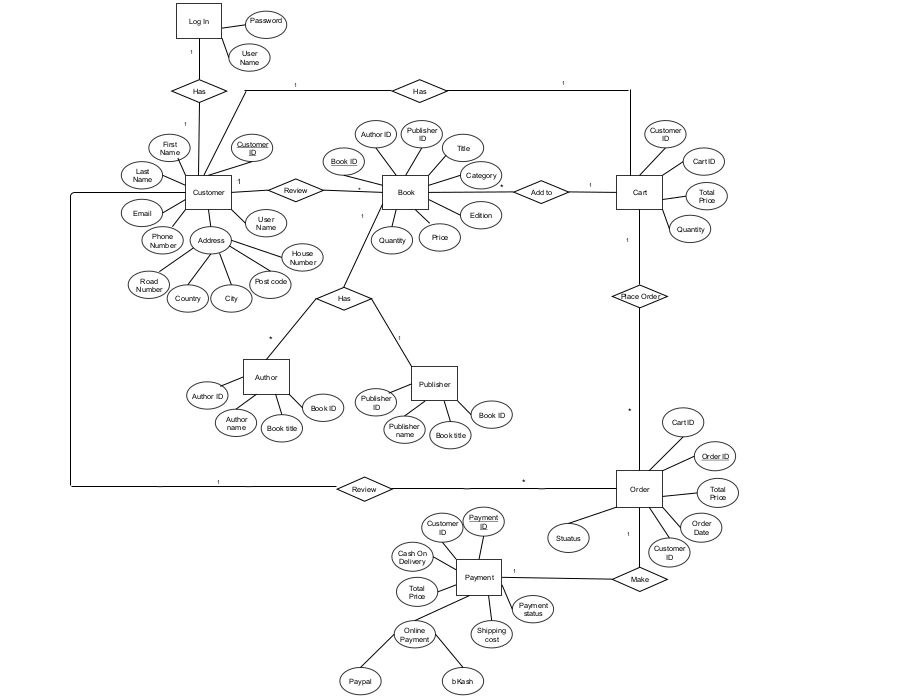 Log In
Password
User
Name
1
Has
1
1
Has
1
First
Name
Customer
ID
Last
Name
Customer
1
Review
*
Email
Phone
Number
User
Name
Address
House
Number
Road
Number
Country
City
Post code
Author ID
Publisher
ID
Title
Book ID
Category
Book
*
Add to
1
Edition
1
Quantity
Price
Customer
ID
Cart ID
Cart
Total
Price
Quantity
1
Place Order
*
Has
*
1
Author
Author ID
Author
name
Book title
Book ID
Publisher
Publisher
ID
Publisher
name
Book title
Book ID
1
Review
*
Cart ID
Order ID
Order
Total
Price
Order
Date
Customer
ID
Stuatus
1
Make
1
Customer
ID
Payment
ID
Cash On
Delivery
Payment
Total
Price
Payment
status
Online
Payment
Shipping
cost
Paypal
bKash